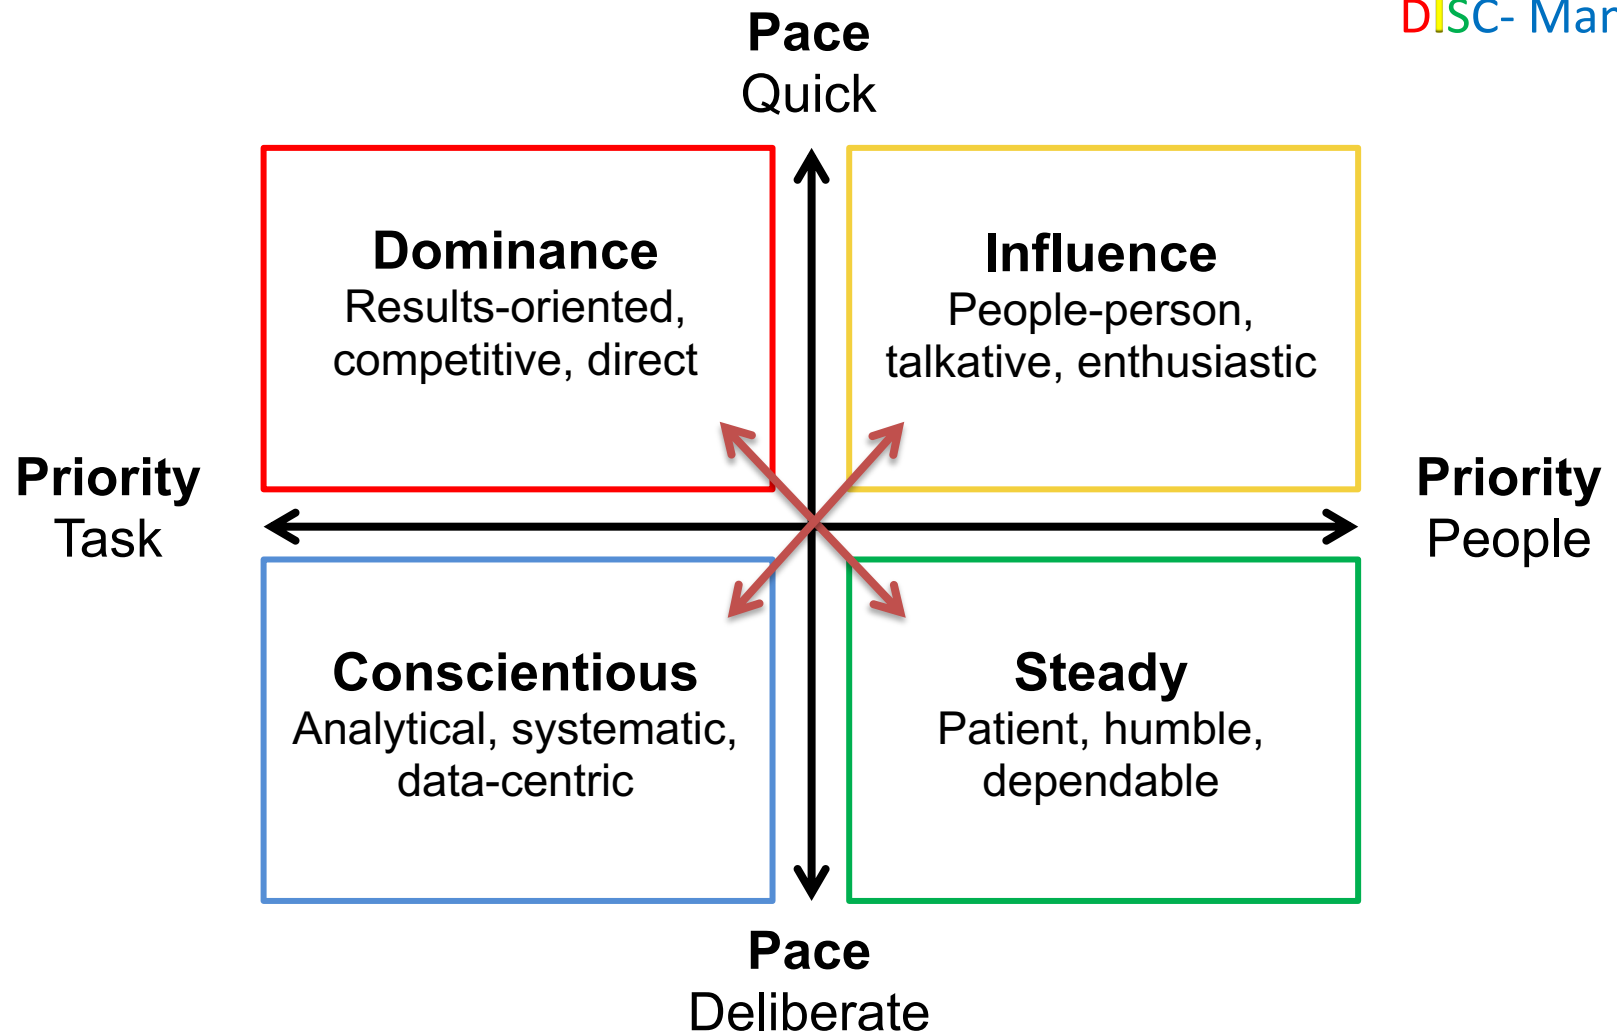 DISC- Mar
Pace
Quick
Dominance
Results-oriented,
competitive, direct
Influence
People-person,
talkative, enthusiastic
Priority
Task
Priority
People
Conscientious
Analytical, systematic,
data-centric
Steady
Patient, humble,
dependable
Pace
Deliberate